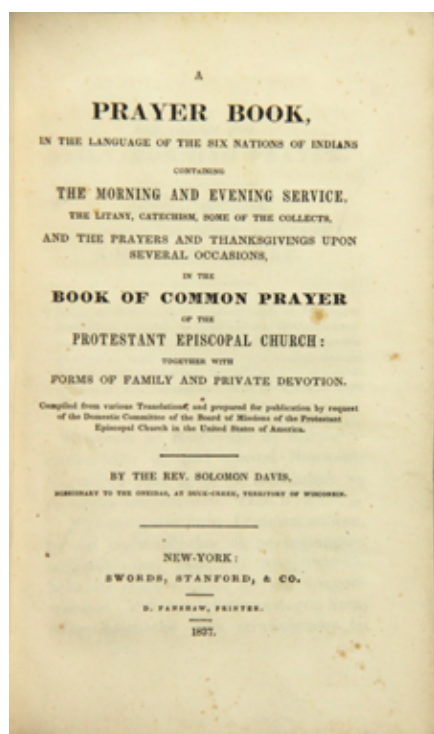 A
PRAYER BOOK,
IN THE LANGUAGE OF THE SIX NATIONS OF INDIANS
CONTAINING
THE MORNING AND EVENING SERVICE,
THE LITANY, CATECHISM, SOME OF THE COLLECTS,
AND THE PRAYERS AND THANKSGIVINGS UPON
SEVERAL OCCASIONS,
IN THE
BOOK OF COMMON PRAYER
OF THE
PROTESTANT EPISCOPAL CHURCH:
TOGETHER WITH
FORMS OF FAMILY AND PRIVATE DEVOTION.
Compiled from various Translations, and prepared for publication by request
of the Domestic Committee of the Board of Missions of the Protestant
Episcopal Church in the United States of America.
BY THE REV. SOLOMON DAVIS,
MISSIONARY TO THE ONEIDAS, AT DUCK-CREEK, TERRITORY OF WISCONSIN.
NEW-YORK:
SWORDS, STANFORD, & CO.
D. FANSHAW, PRINTER.
1837.